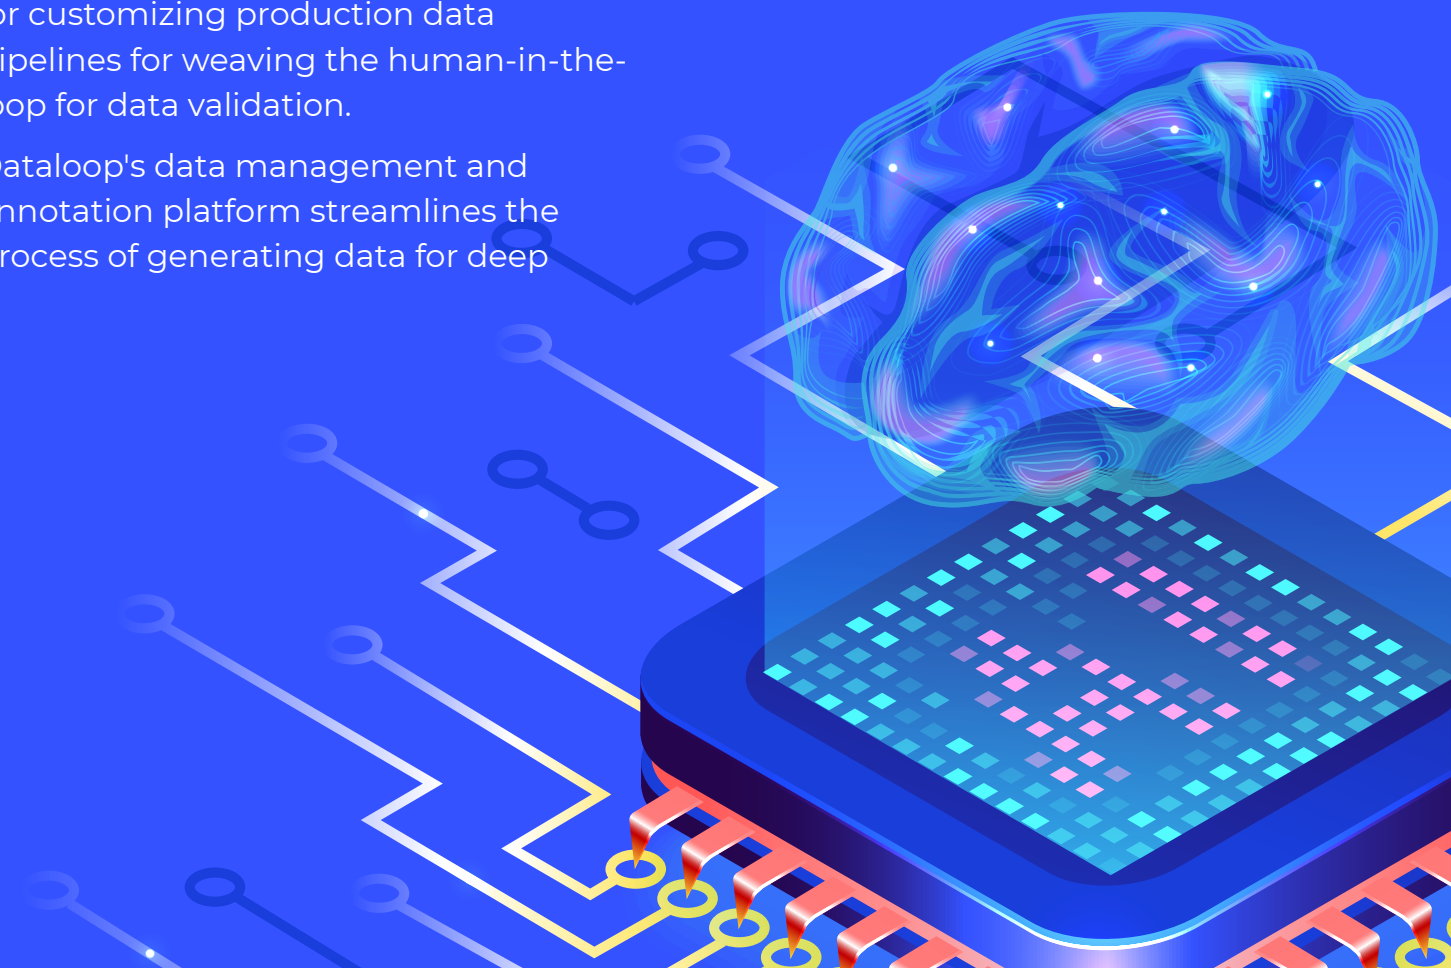 or customizing production data
ipelines for weaving the human-in-the-
oop for data validation.
ataloop's data management and
nnotation platform streamlines the
rocess of generating data for deep